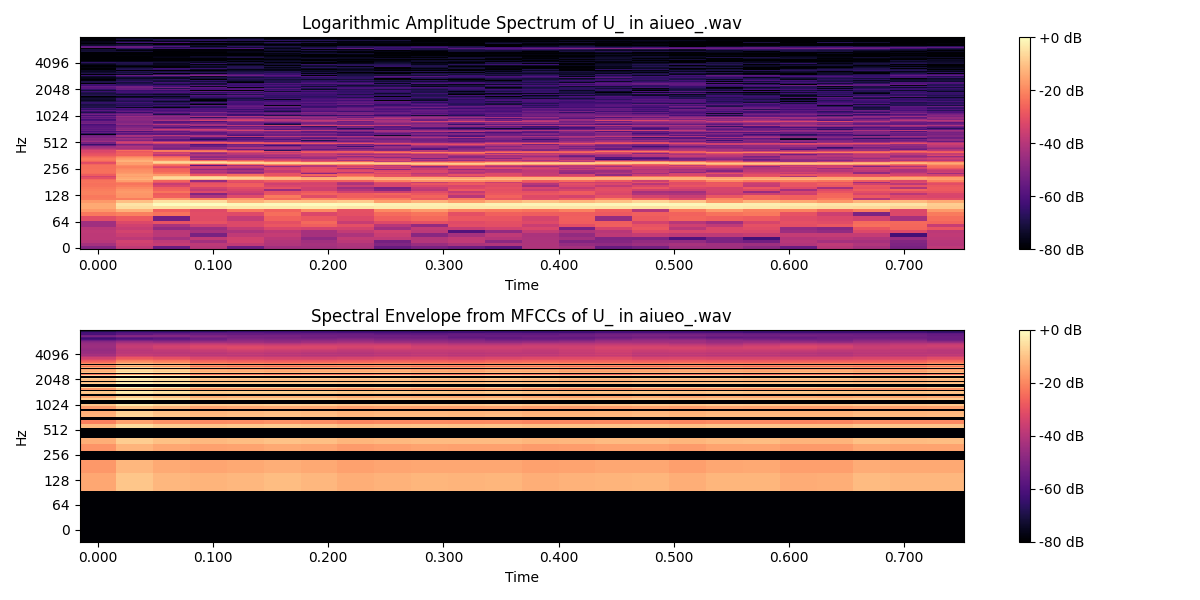 Logarithmic Amplitude Spectrum of U_ in aiueo_.wav
4096
2048
1024
512
256
128
64
0
Hz
0.000 0.100 0.200 0.300 0.400 0.500 0.600 0.700
Time
+0 dB
-20 dB
-40 dB
-60 dB
-80 dB
Spectral Envelope from MFCCs of U_ in aiueo_.wav
4096
2048
1024
512
256
128
64
0
Hz
0.000 0.100 0.200 0.300 0.400 0.500 0.600 0.700
Time
+0 dB
-20 dB
-40 dB
-60 dB
-80 dB